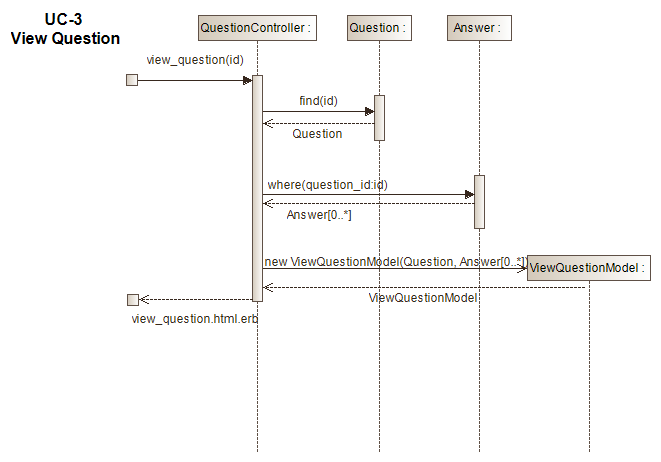 UC-3
View Question
QuestionController :
Question :
Answer :
view_question(id)
find(id)
Question
where(question_id:id)
Answer[0..*]
new ViewQuestionModel(Question, Answer[0..*])
ViewQuestionModel :
ViewQuestionModel
view_question.html.erb